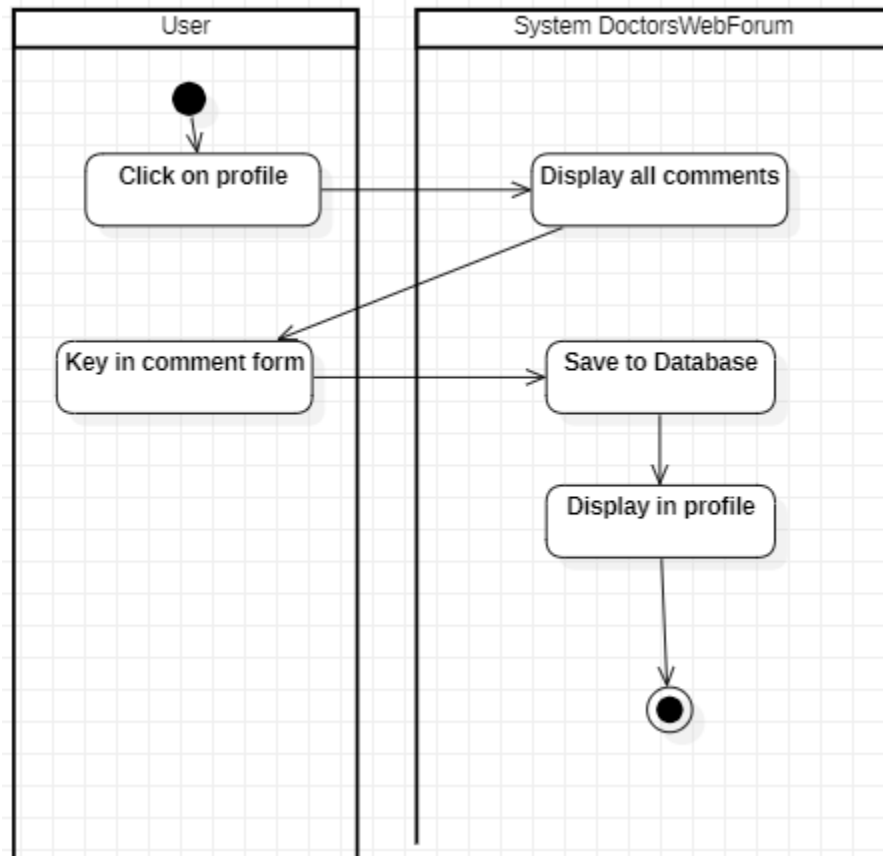 User
System DoctorsWebForum
Click on profile
Display all comments
Key in comment form
Save to Database
Display in profile